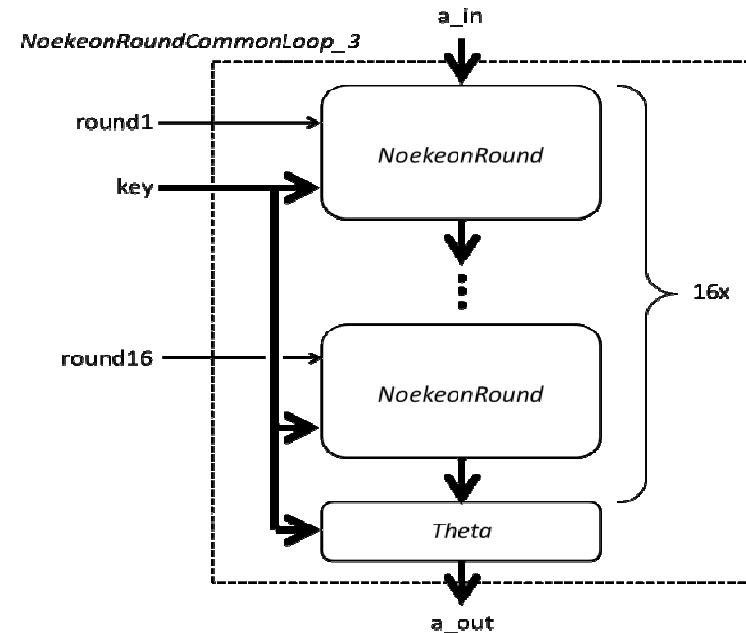 a_in
NoekeonRoundCommonLoop_3
round1
NoekeonRound
key
16x
round16
NoekeonRound
Theta
a_out